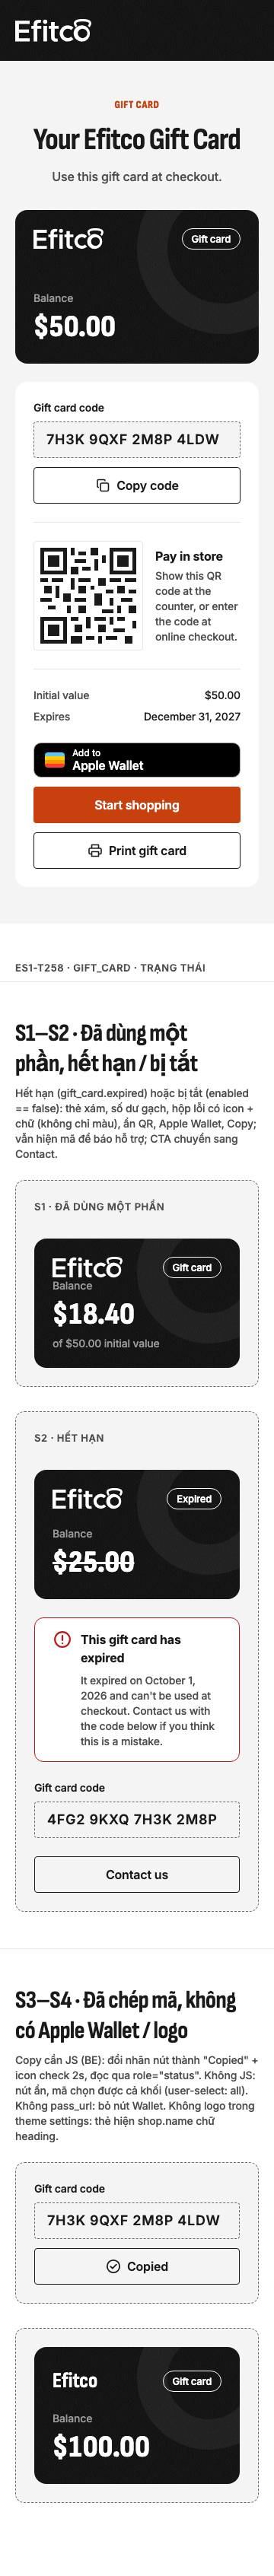 Efitco
GIFT CARD
Your Efitco Gift Card
Use this gift card at checkout.
Efitco
Gift card
Balance
$50.00
Gift card code
7H3K 9QXF 2M8P 4LDW
Copy code
Pay in store
Show this QR
code at the
counter, or enter
the code at
online checkout.
Initial value
$50.00
Expires
December 31, 2027
Add to
Apple Wallet
Start shopping
Print gift card
ES1-T258 · GIFT_CARD · TRẠNG THÁI
S1–S2 · Đã dùng một
phần, hết hạn / bị tắt
Hết hạn (gift_card.expired) hoặc bị tắt (enabled
== false): thẻ xám, số dư gạch, hộp lỗi có icon +
chữ (không chỉ màu), ẩn QR, Apple Wallet, Copy;
vẫn hiện mã để báo hỗ trợ; CTA chuyển sang
Contact.
S1 · ĐÃ DÙNG MỘT PHẦN
Efitco
Gift card
Balance
$18.40
of $50.00 initial value
S2 · HẾT HẠN
Efitco
Expired
Balance
$25.00
This gift card has
expired
It expired on October 1,
2026 and can't be used at
checkout. Contact us with
the code below if you think
this is a mistake.
Gift card code
4FG2 9KXQ 7H3K 2M8P
Contact us
S3–S4 · Đã chép mã, không
có Apple Wallet / logo
Copy cần JS (BE): đổi nhãn nút thành "Copied" +
icon check 2s, đọc qua role="status". Không JS:
nút ẩn, mã chọn được cả khối (user-select: all).
Không pass_url: bỏ nút Wallet. Không logo trong
theme settings: thẻ hiện shop.name chữ
heading.
Gift card code
7H3K 9QXF 2M8P 4LDW
Copied
Efitco
Gift card
Balance
$100.00